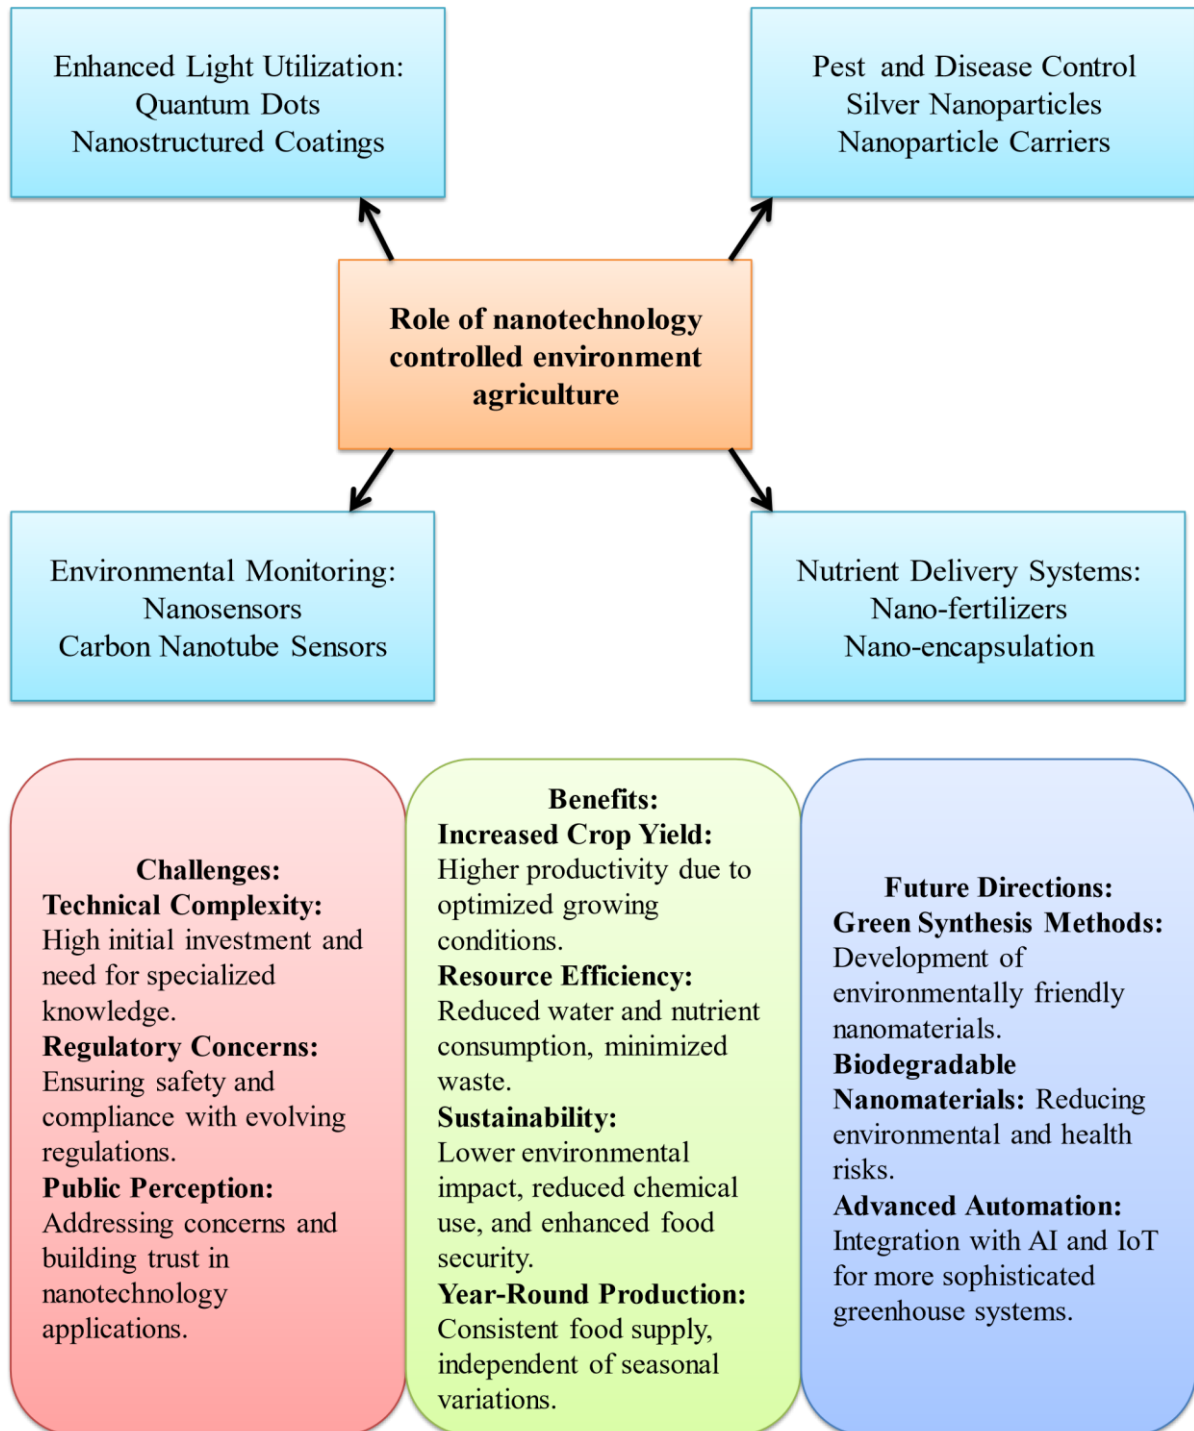 Enhanced Light Utilization:
Quantum Dots
Nanostructured Coatings
Pest and Disease Control
Silver Nanoparticles
Nanoparticle Carriers
Role of nanotechnology
controlled environment
agriculture
Environmental Monitoring:
Nanosensors
Carbon Nanotube Sensors
Nutrient Delivery Systems:
Nano-fertilizers
Nano-encapsulation
Challenges:
Technical Complexity:
High initial investment and
need for specialized
knowledge.
Regulatory Concerns:
Ensuring safety and
compliance with evolving
regulations.
Public Perception:
Addressing concerns and
building trust in
nanotechnology
applications.
Benefits:
Increased Crop Yield:
Higher productivity due to
optimized growing
conditions.
Resource Efficiency:
Reduced water and nutrient
consumption, minimized
waste.
Sustainability:
Lower environmental
impact, reduced chemical
use, and enhanced food
security.
Year-Round Production:
Consistent food supply,
independent of seasonal
variations.
Future Directions:
Green Synthesis Methods:
Development of
environmentally friendly
nanomaterials.
Biodegradable
Nanomaterials: Reducing
environmental and health
risks.
Advanced Automation:
Integration with AI and IoT
for more sophisticated
greenhouse systems.